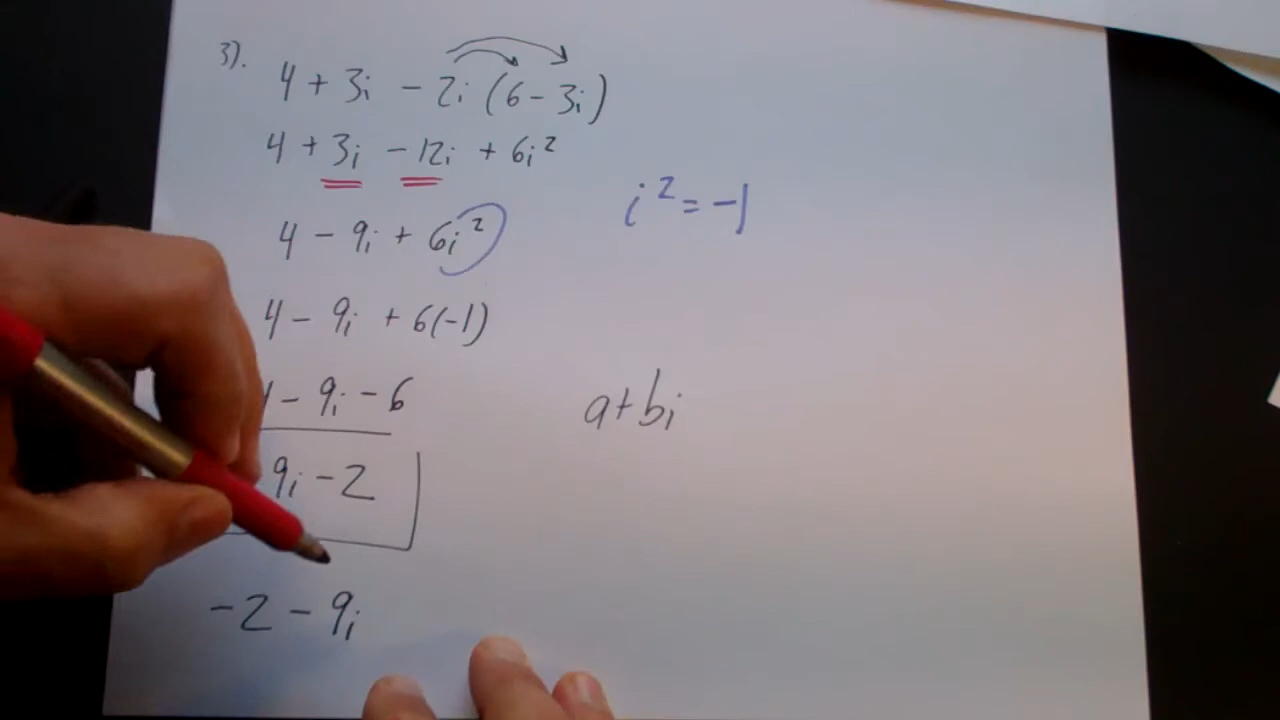 3).
4 + 3i - 2i (6 - 3i)
4 + 3i - 12i + 6i²
i² = -1
4 - 9i + 6i²
4 - 9i + 6(-1)
- 9i - 6
a+bi
9i - 2
-2 - 9i